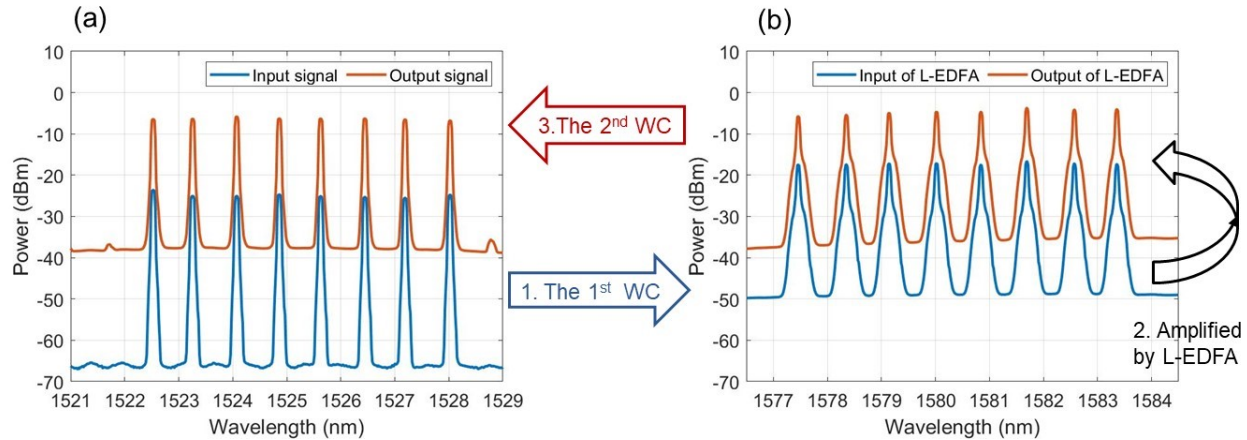 (a)
10
0
-10
-20
-30
-40
-50
-60
-70
Power (dBm)
Input signal Output signal
1521 1522 1523 1524 1525 1526 1527 1528 1529
Wavelength (nm)
3.The 2nd WC
1. The 1st WC
(b)
10
0
-10
-20
-30
-40
-50
-60
-70
Power (dBm)
Input of L-EDFA Output of L-EDFA
1577 1578 1579 1580 1581 1582 1583 1584
Wavelength (nm)
2. Amplified
by L-EDFA